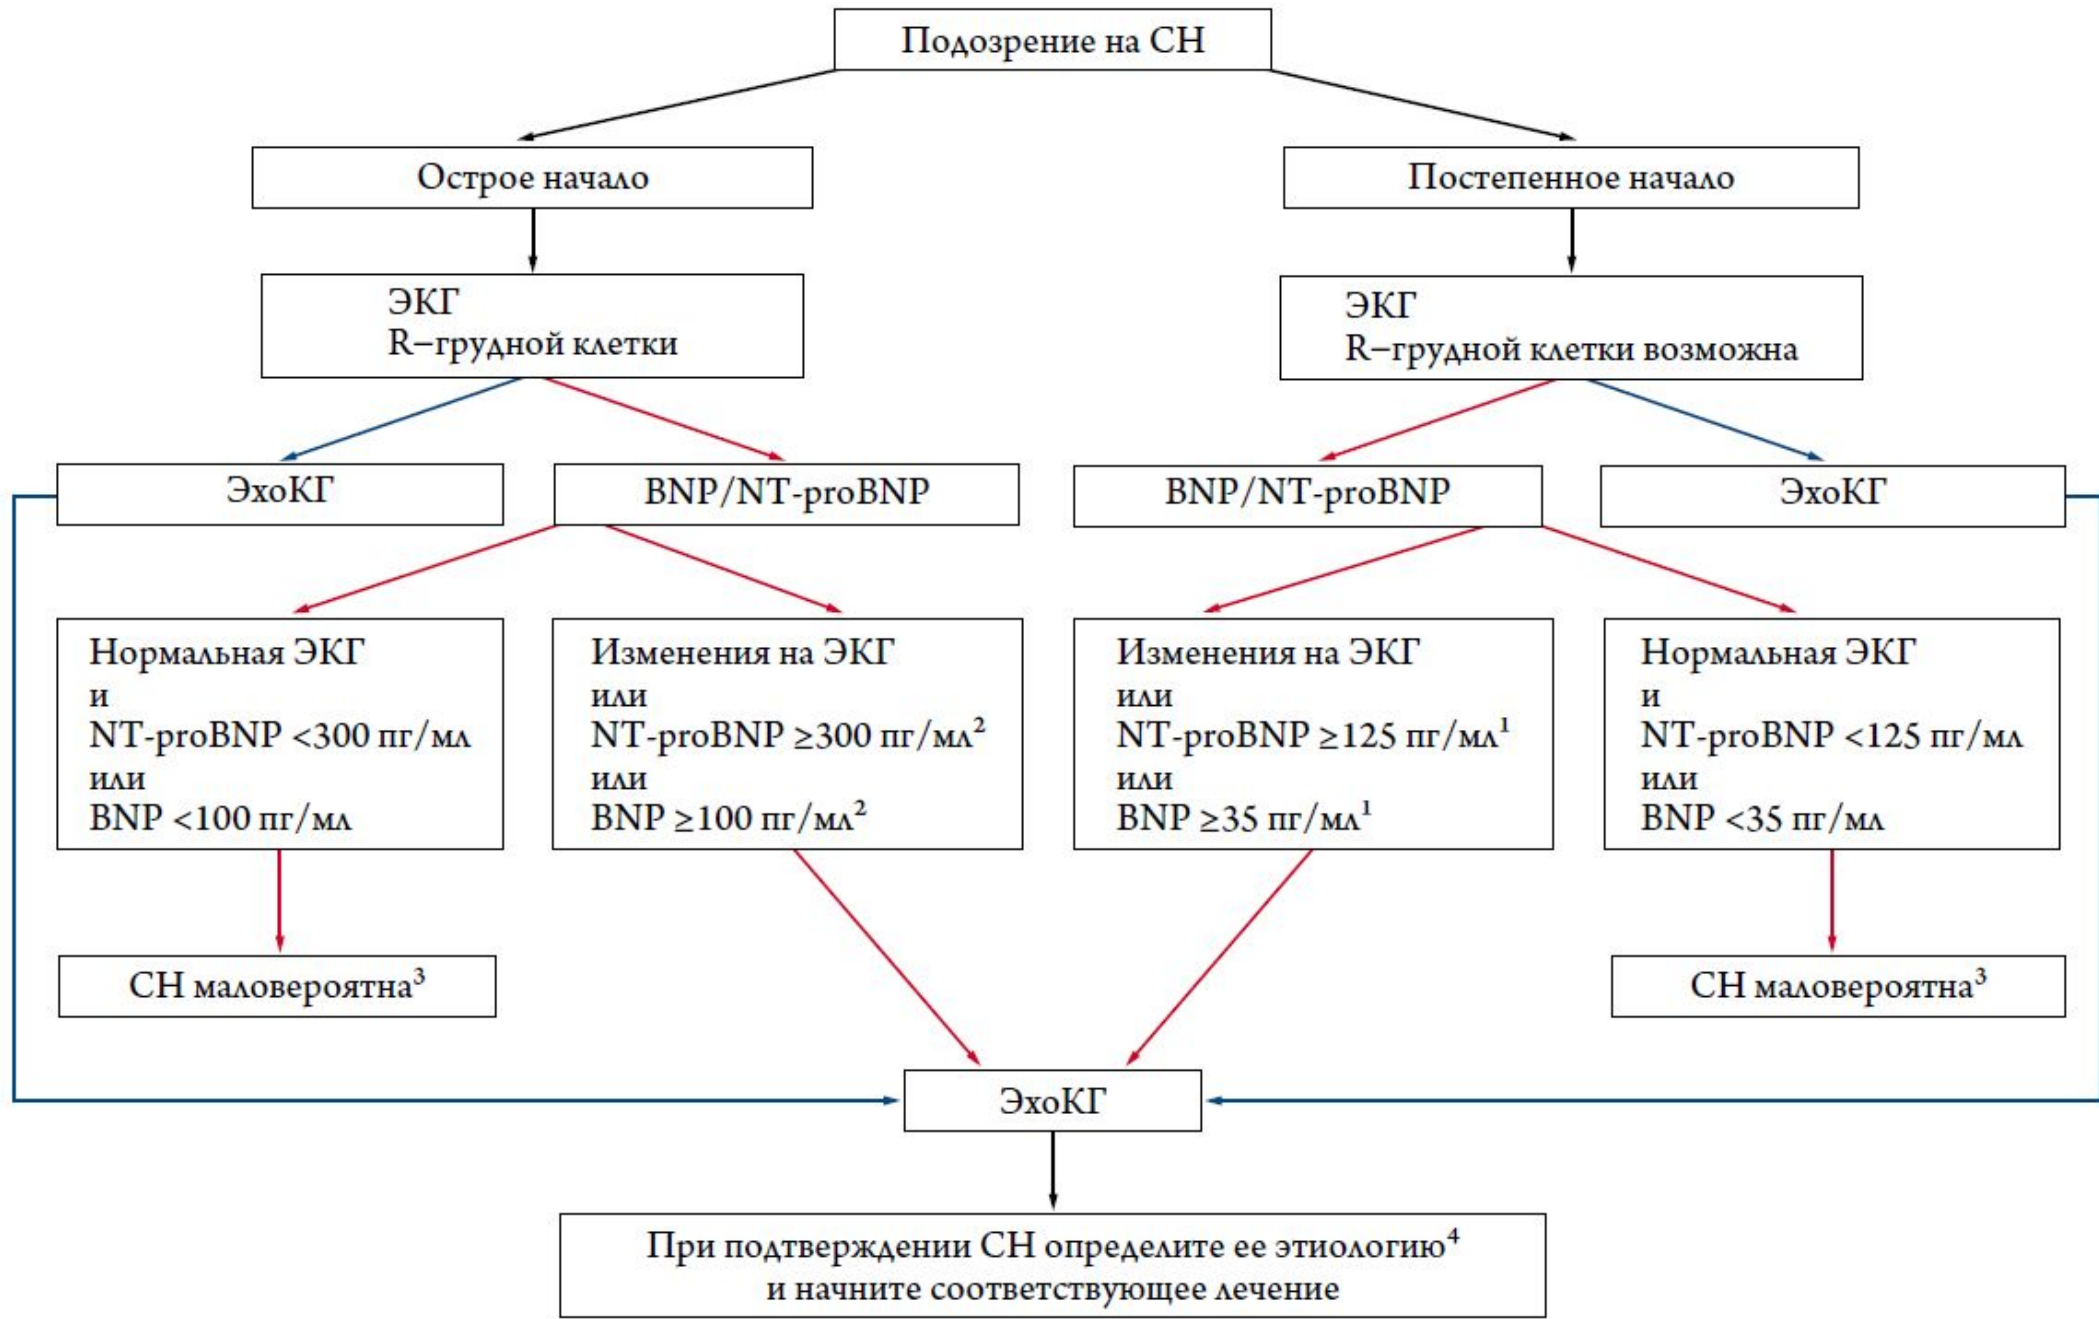 Подозрение на СН
Острое начало
Постепенное начало
ЭКГ
R–грудной клетки
ЭКГ
R–грудной клетки возможна
ЭхоКГ
BNP/NT-proBNP
BNP/NT-proBNP
ЭхоКГ
Нормальная ЭКГ
и
NT-proBNP <300 пг/мл
или
BNP <100 пг/мл
Изменения на ЭКГ
или
NT-proBNP ≥300 пг/мл²
или
BNP ≥100 пг/мл²
Изменения на ЭКГ
или
NT-proBNP ≥125 пг/мл¹
или
BNP ≥35 пг/мл¹
Нормальная ЭКГ
и
NT-proBNP <125 пг/мл
или
BNP <35 пг/мл
СН маловероятна³
СН маловероятна³
ЭхоКГ
При подтверждении СН определите ее этиологию⁴
и начните соответствующее лечение